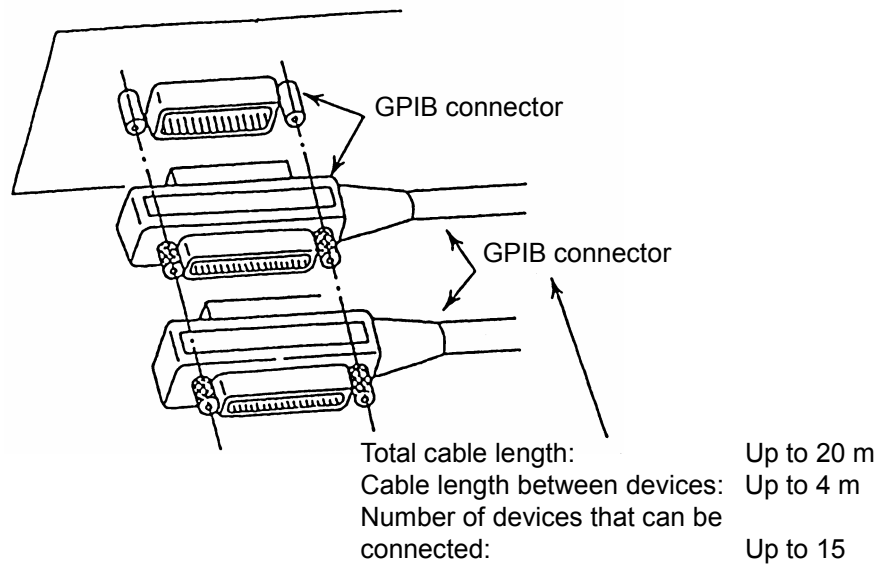 GPIB connector
GPIB connector
Total cable length: Up to 20 m
Cable length between devices: Up to 4 m
Number of devices that can be
connected: Up to 15